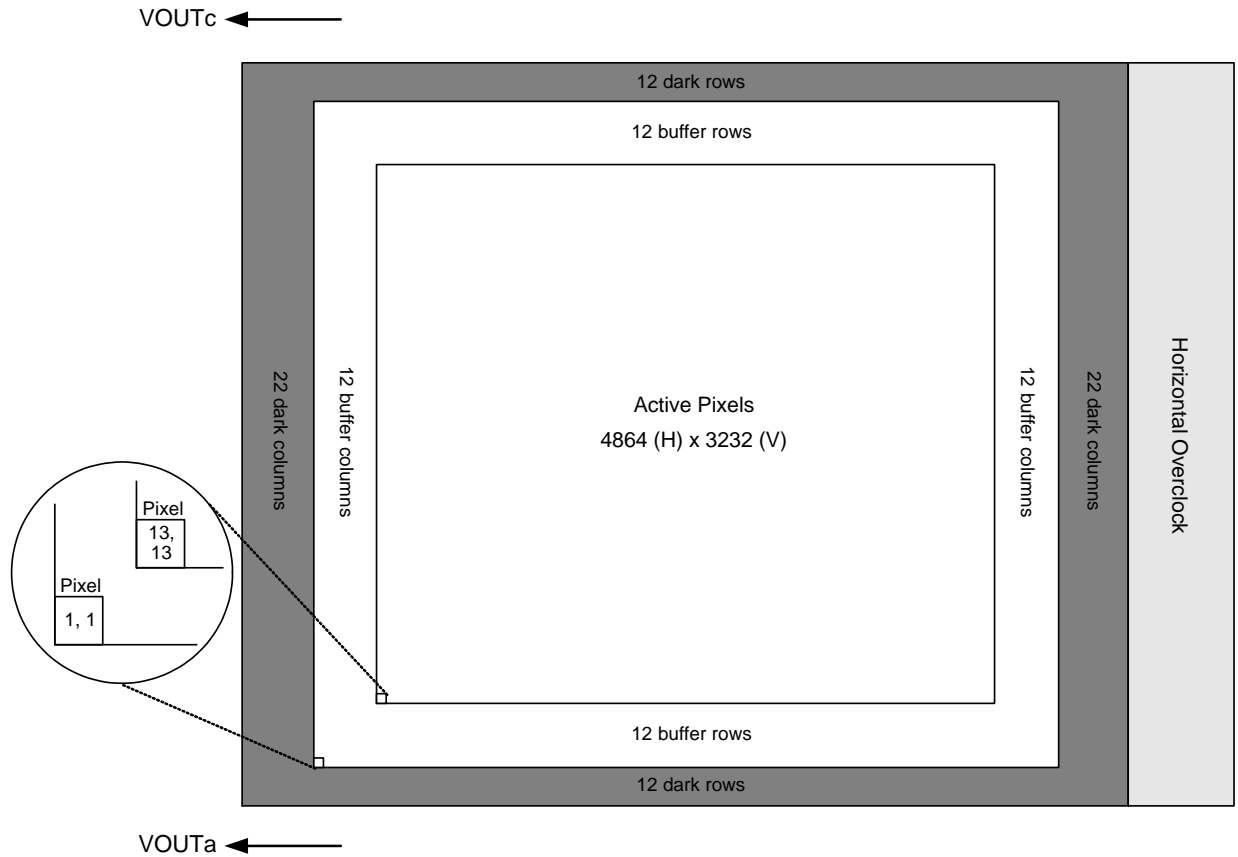 VOUTc
12 dark rows
12 buffer rows
22 dark columns
12 buffer columns
Active Pixels
4864 (H) x 3232 (V)
12 buffer columns
22 dark columns
Horizontal Overclock
Pixel
13,
13
Pixel
1, 1
12 buffer rows
12 dark rows
VOUTa